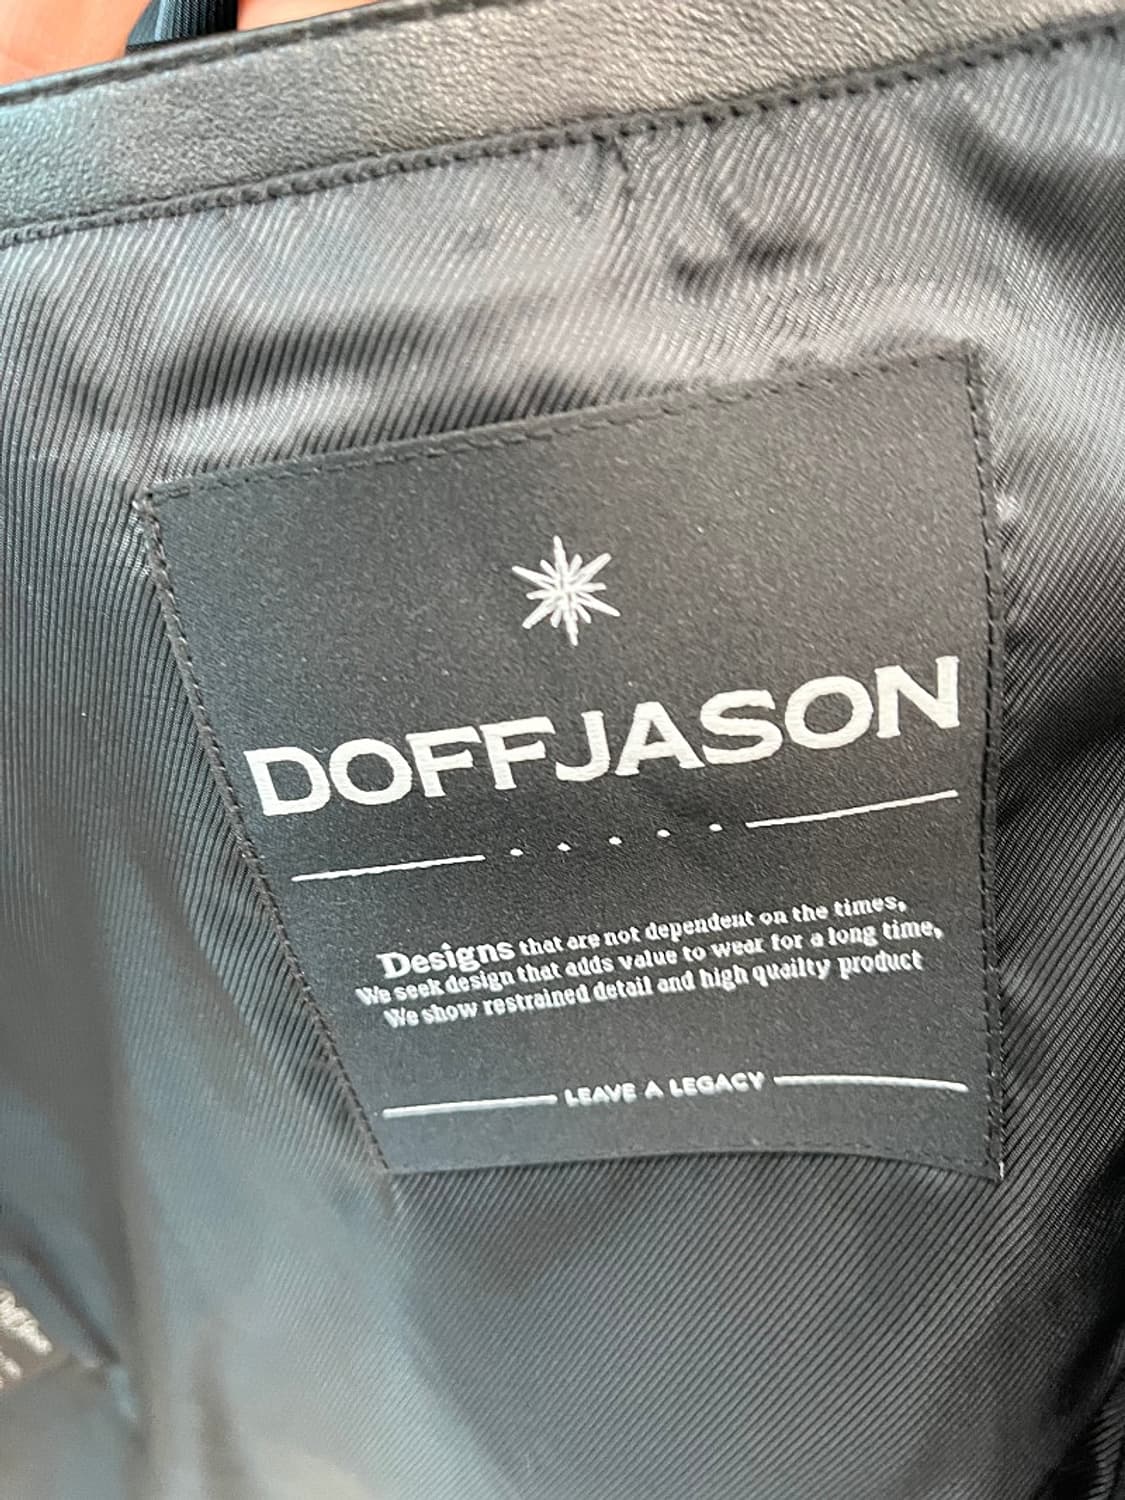 DOFFJASON
Designs that are not dependent on the times,
We seek design that adds value to wear for a long time,
We show restrained detail and high quailty product
LEAVE A LEGACY